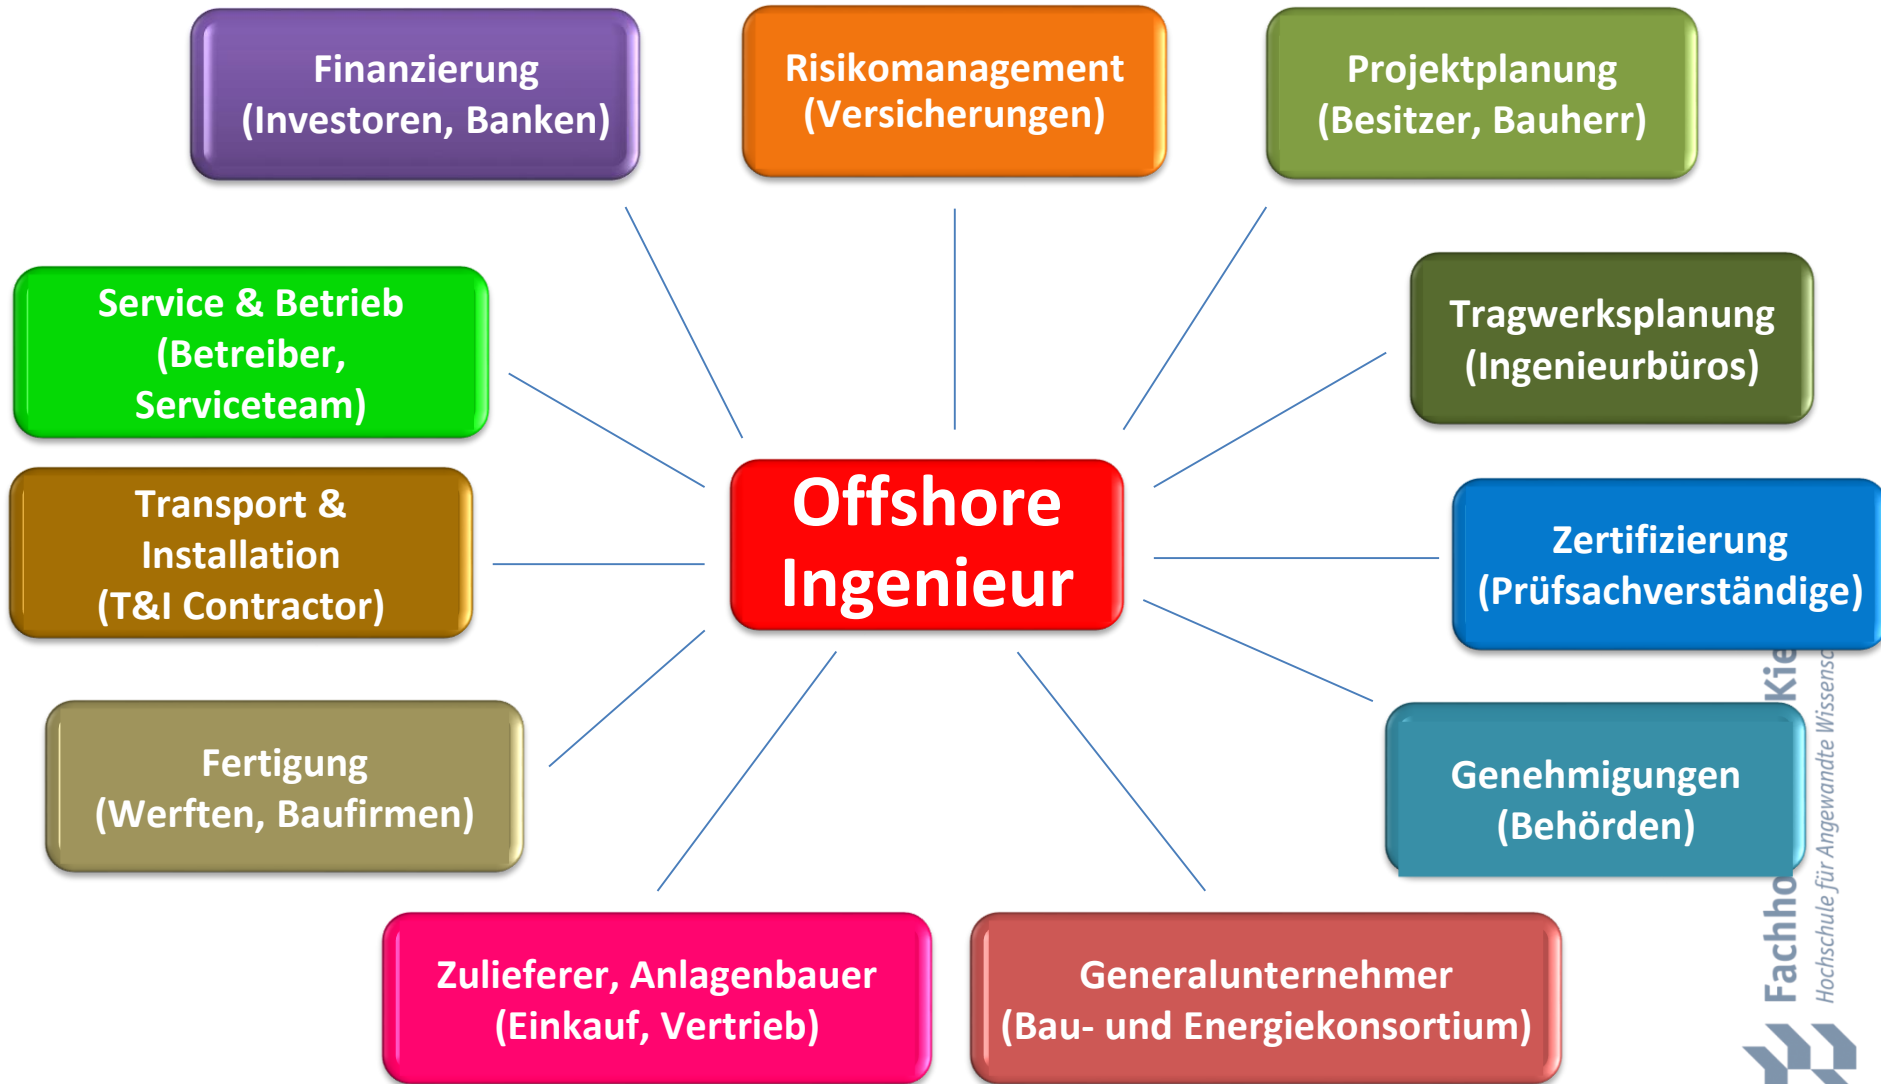 Finanzierung
(Investoren, Banken)
Risikomanagement
(Versicherungen)
Projektplanung
(Besitzer, Bauherr)
Service & Betrieb
(Betreiber,
Serviceteam)
Tragwerksplanung
(Ingenieurbüros)
Offshore
Ingenieur
Transport &
Installation
(T&I Contractor)
Zertifizierung
(Prüfsachverständige)
Fertigung
(Werften, Baufirmen)
Genehmigungen
(Behörden)
Zulieferer, Anlagenbauer
(Einkauf, Vertrieb)
Generalunternehmer
(Bau- und Energiekonsortium)
Hochschule für Angewandte